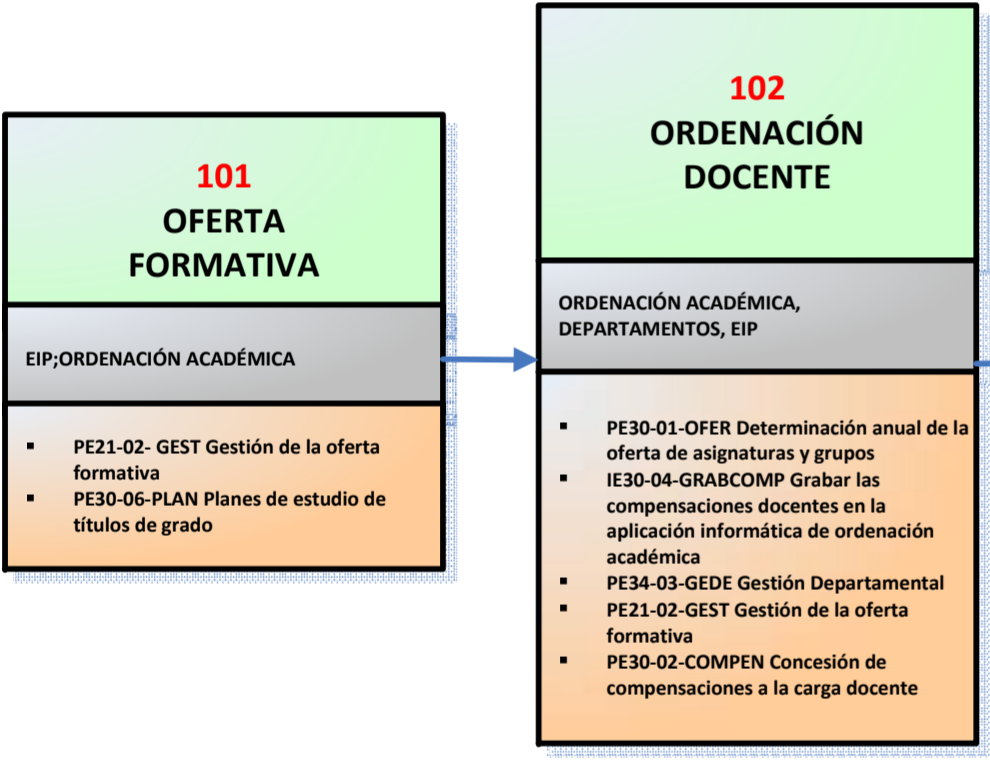 101
OFERTA
FORMATIVA
EIP;ORDENACIÓN ACADÉMICA
▪ PE21-02- GEST Gestión de la oferta
formativa
▪ PE30-06-PLAN Planes de estudio de
títulos de grado
102
ORDENACIÓN
DOCENTE
ORDENACIÓN ACADÉMICA,
DEPARTAMENTOS, EIP
▪ PE30-01-OFER Determinación anual de la
oferta de asignaturas y grupos
▪ IE30-04-GRABCOMP Grabar las
compensaciones docentes en la
aplicación informática de ordenación
académica
▪ PE34-03-GEDE Gestión Departamental
▪ PE21-02-GEST Gestión de la oferta
formativa
▪ PE30-02-COMPEN Concesión de
compensaciones a la carga docente